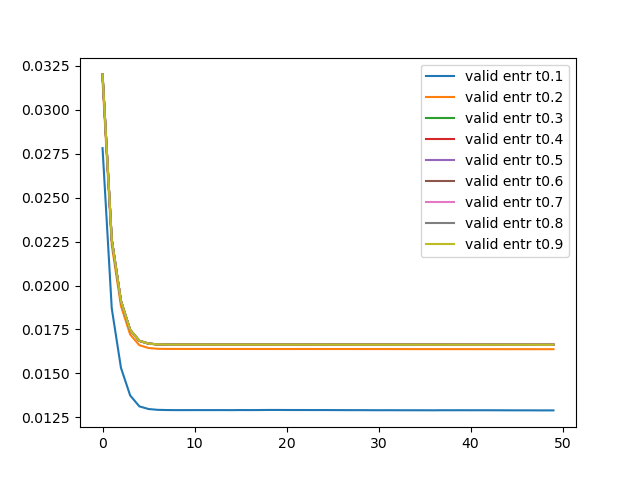 0.0325
0.0300
0.0275
0.0250
0.0225
0.0200
0.0175
0.0150
0.0125
0
10
20
30
40
50
valid entr t0.1
valid entr t0.2
valid entr t0.3
valid entr t0.4
valid entr t0.5
valid entr t0.6
valid entr t0.7
valid entr t0.8
valid entr t0.9